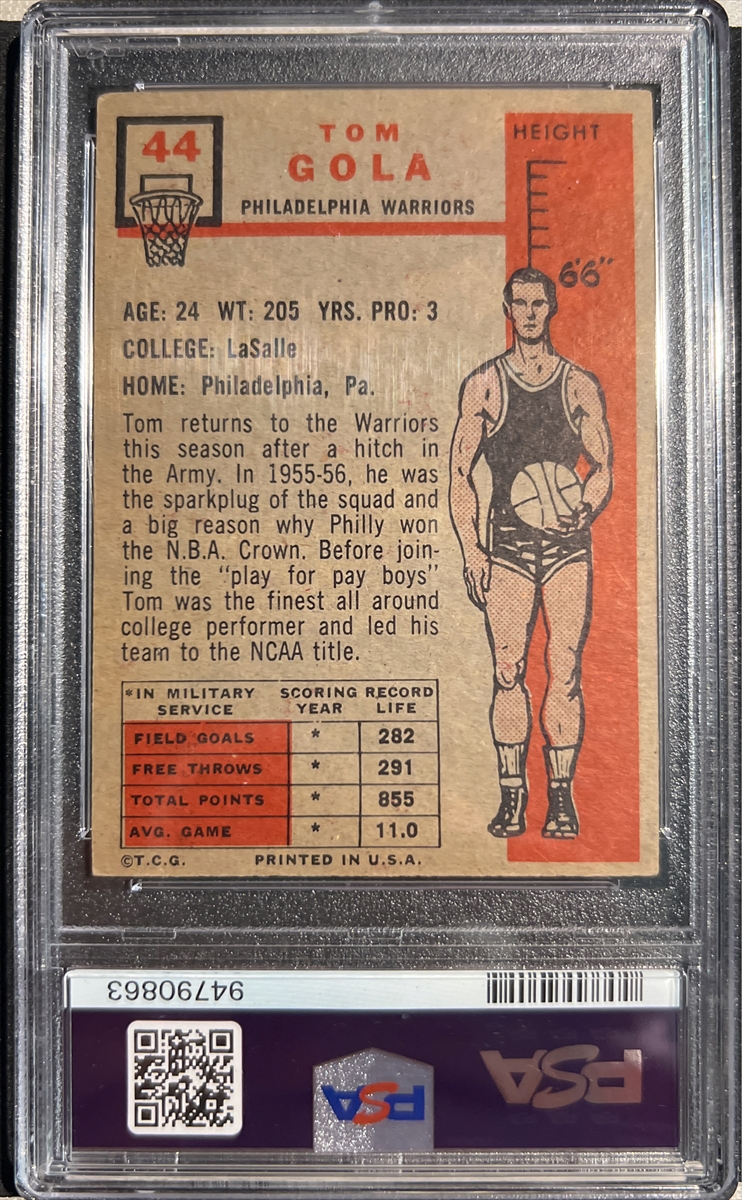 44
TOM
GOLA
PHILADELPHIA WARRIORS
HEIGHT
6'6"
AGE: 24 WT: 205 YRS. PRO: 3
COLLEGE: LaSalle
HOME: Philadelphia, Pa.
Tom returns to the Warriors
this season after a hitch in
the Army. In 1955-56, he was
the sparkplug of the squad and
a big reason why Philly won
the N.B.A. Crown. Before join-
ing the "play for pay boys"
Tom was the finest all around
college performer and led his
team to the NCAA title.
*IN MILITARY SCORING RECORD
SERVICE YEAR LIFE
FIELD GOALS * 282
FREE THROWS * 291
TOTAL POINTS * 855
AVG. GAME * 11.0
©T.C.G. PRINTED IN U.S.A.
94790863
PSA
PSA